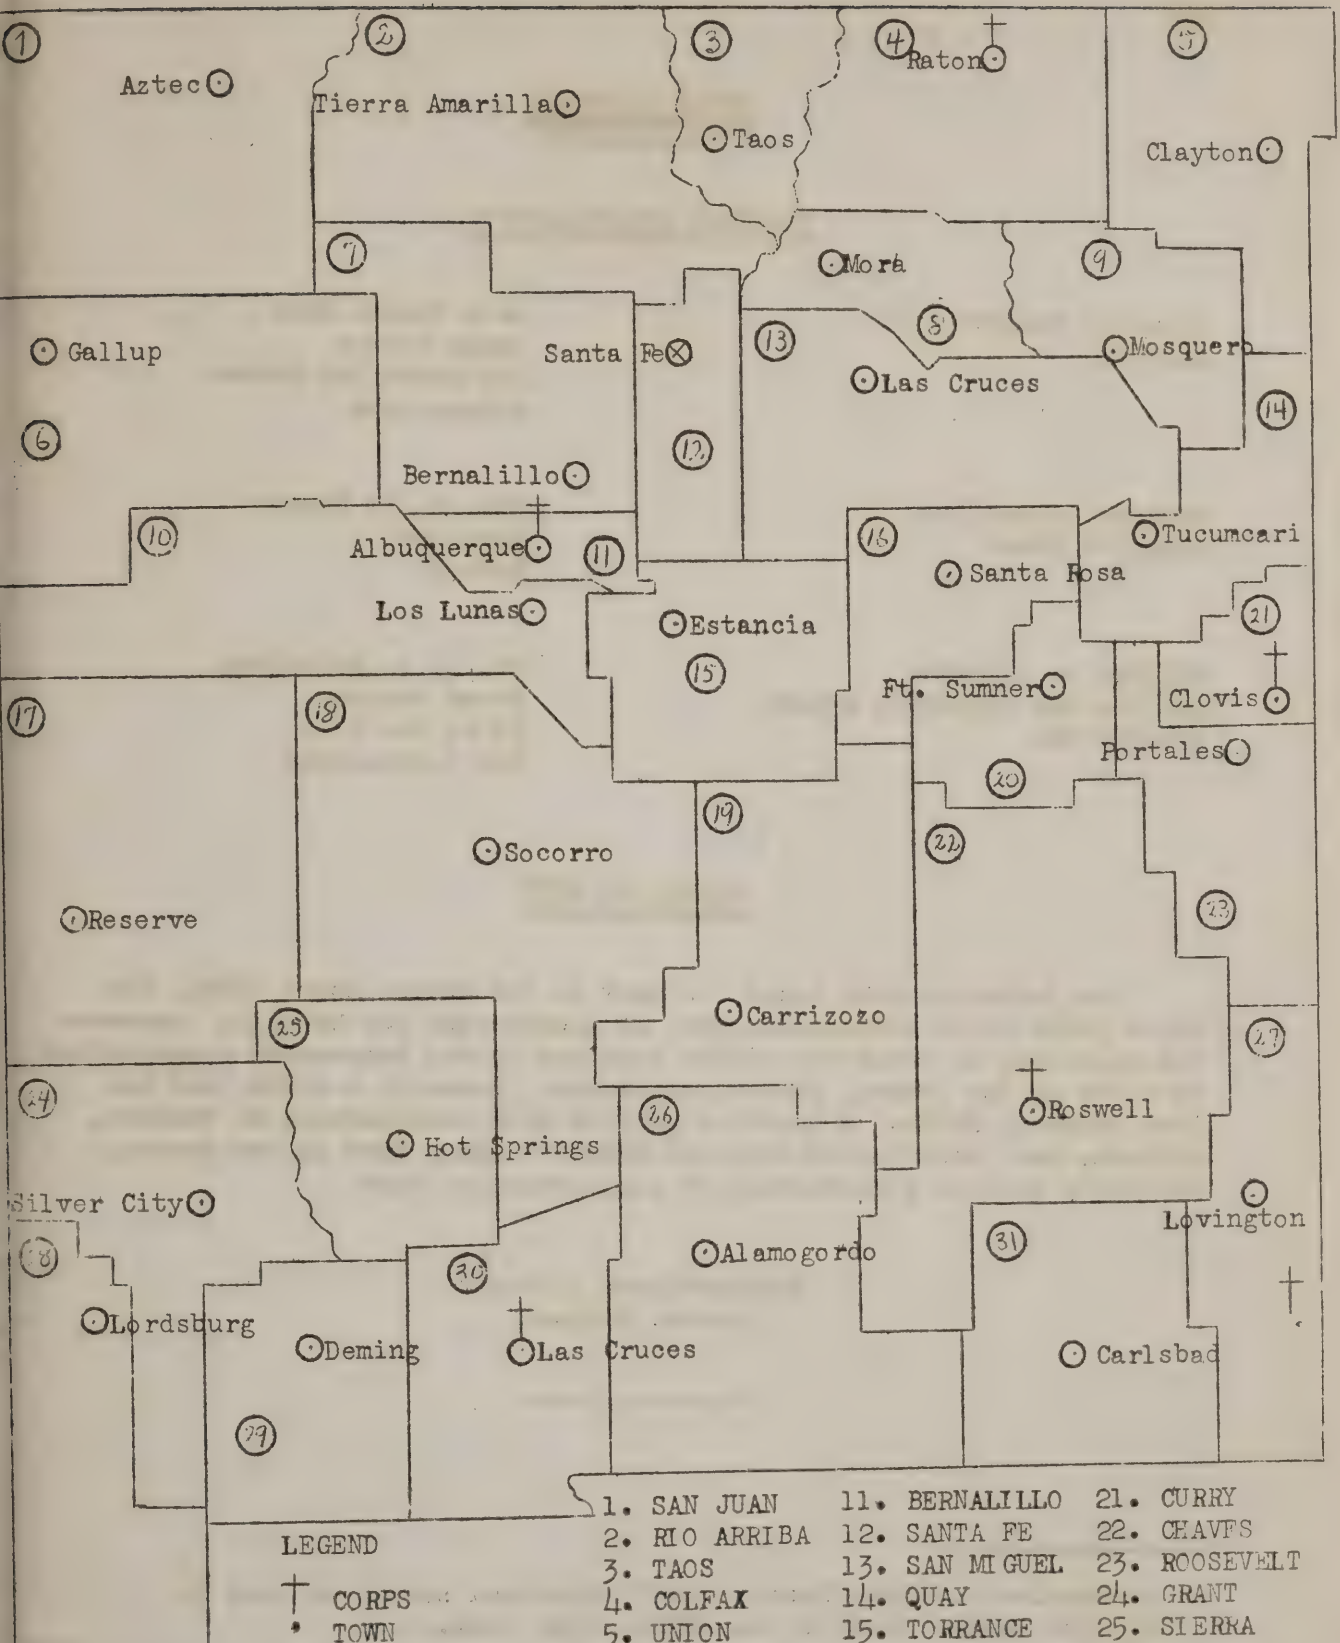 1 2 3 4 5
Raton
Aztec
Tierra Amarilla
Taos
Clayton
7
Mora
9
8
Gallup
Santa Fe
13
Mosquero
Las Cruces
14
6
12
Bernalillo
10
Albuquerque
11
16
Tucumcari
Santa Rosa
Los Lunas
Estancia
21
15
Ft. Sumner
Clovis
17
18
Portales
20
19
22
Socorro
Reserve
23
Carrizozo
25
27
24
26
Roswell
Hot Springs
Silver City
Lovington
28
30
Alamogordo
31
Lordsburg
Deming
Las Cruces
Carlsbad
29
1. SAN JUAN 11. BERNALILLO 21. CURRY
LEGEND 2. RIO ARRIBA 12. SANTA FE 22. CHAVES
3. TAOS 13. SAN MIGUEL 23. ROOSEVELT
CORPS 4. COLFAX 14. QUAY 24. GRANT
TOWN 5. UNION 15. TORRANCE 25. SIERRA